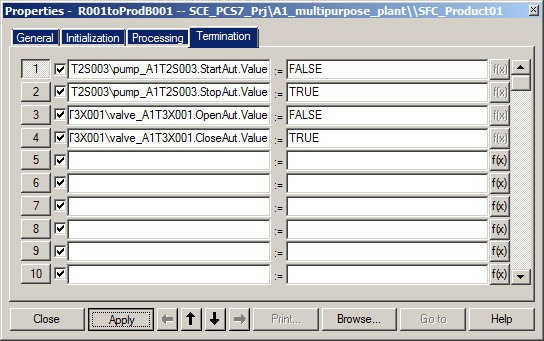 Properties - R001toProdB001 -- SCE_PCS7_Prj\A1_multipurpose_plant\\SFC_Product01
General Initialization Processing Termination
1 T2S003\pump_A1T2S003.StartAut.Value := FALSE f(x)
2 T2S003\pump_A1T2S003.StopAut.Value := TRUE f(x)
3 T3X001\valve_A1T3X001.OpenAut.Value := FALSE f(x)
4 T3X001\valve_A1T3X001.CloseAut.Value := TRUE f(x)
5 := f(x)
6 := f(x)
7 := f(x)
8 := f(x)
9 := f(x)
10 := f(x)
Close Apply Print... Browse... Go to Help